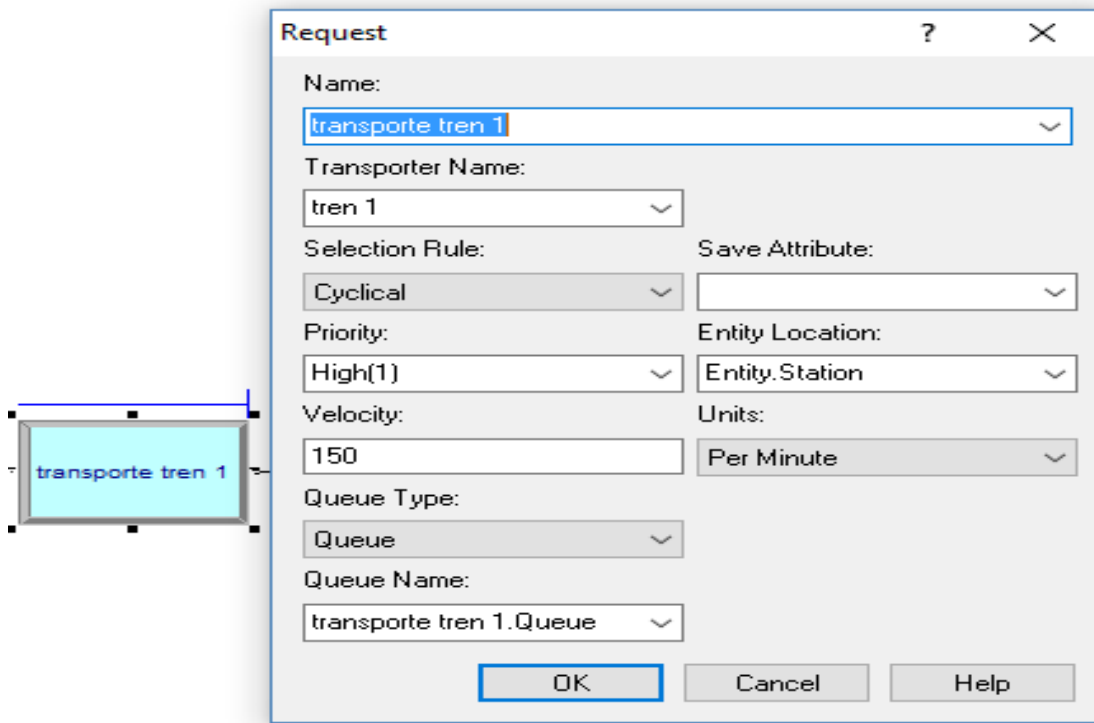 Request ?
Name:
transporte tren 1
Transporter Name:
tren 1
Selection Rule: Save Attribute:
Cyclical
Priority: Entity Location:
High(1) Entity.Station
Velocity: Units:
150 Per Minute
Queue Type:
Queue
Queue Name:
transporte tren 1.Queue
OK Cancel Help
transporte tren 1